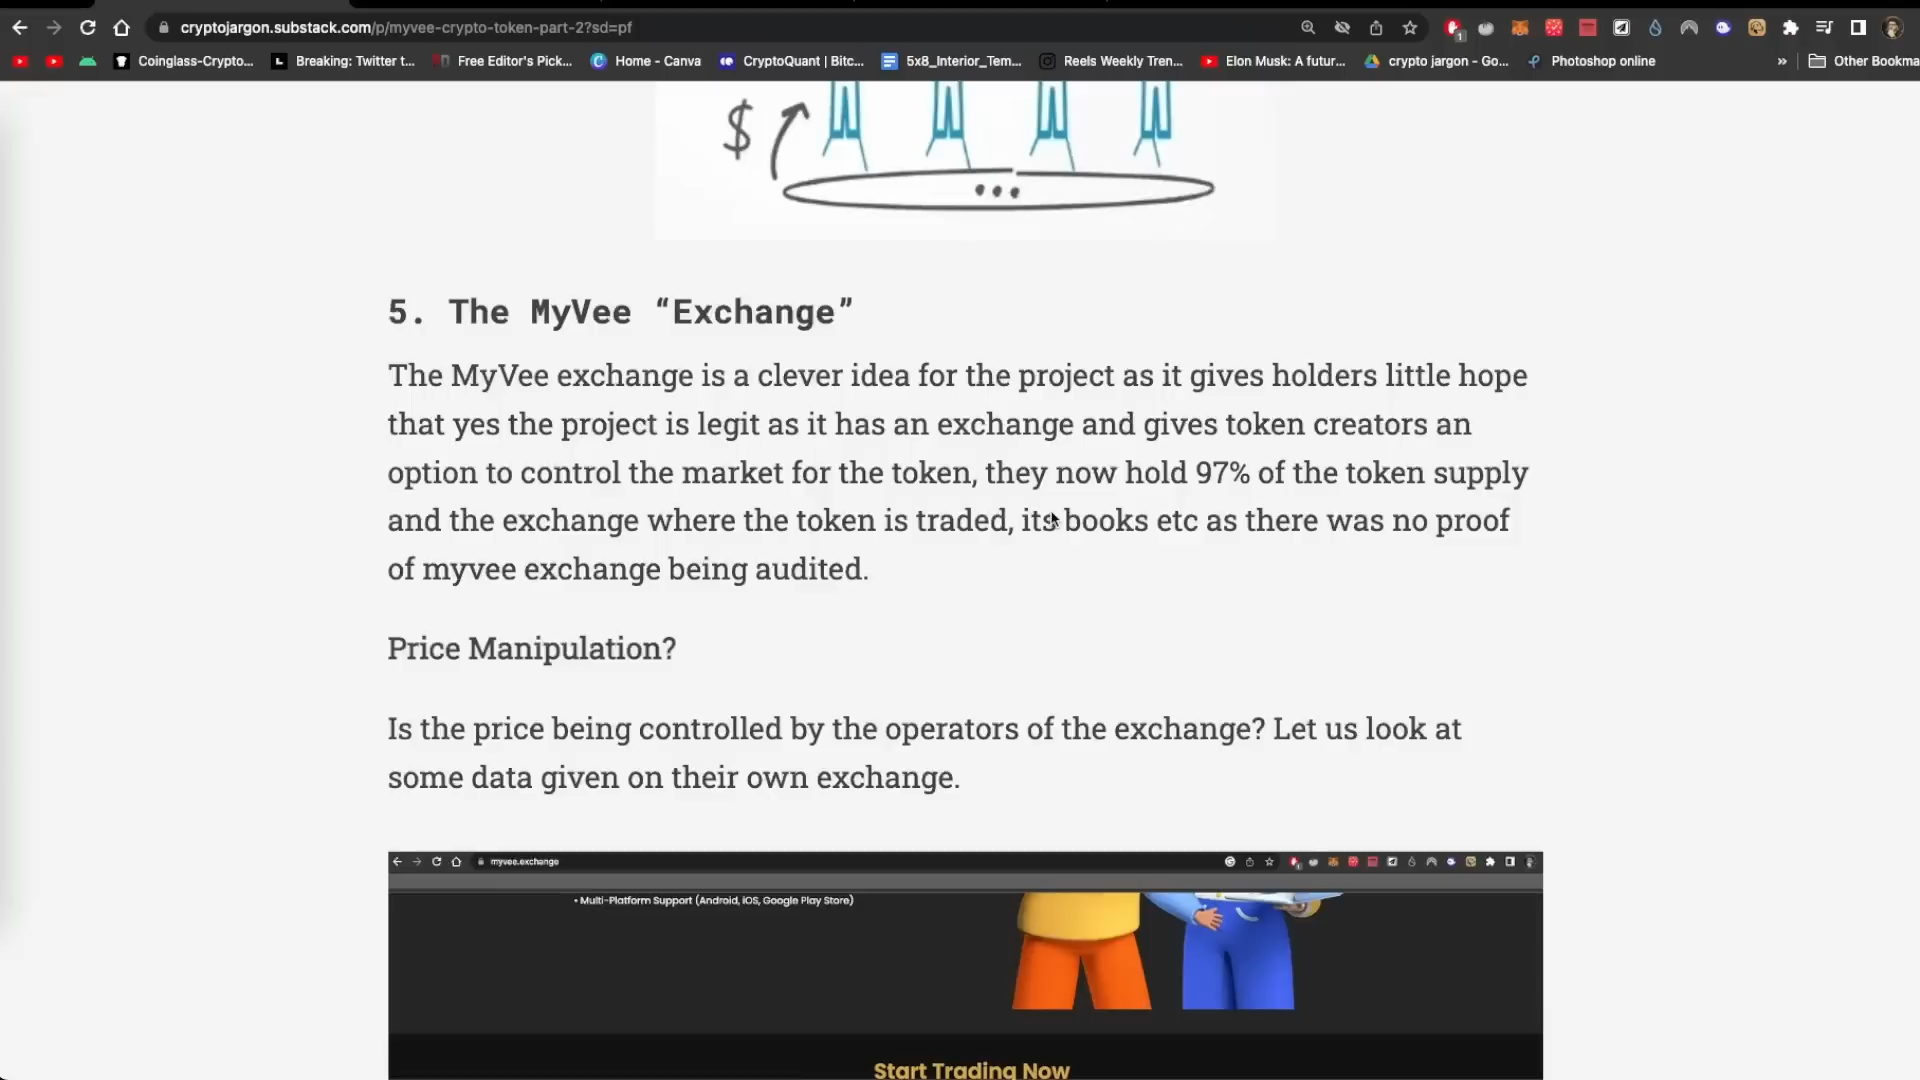 cryptojargon.substack.com/p/myvee-crypto-token-part-2?sd=pf
1
Coinglass-Crypto...
Breaking: Twitter t...
Free Editor's Pick...
Home - Canva
CryptoQuant | Bitc...
5x8_Interior_Tem...
Reels Weekly Tren...
Elon Musk: A futur...
crypto jargon - Go...
Photoshop online
»
Other Bookma
$
•••
5. The MyVee “Exchange”
The MyVee exchange is a clever idea for the project as it gives holders little hope
that yes the project is legit as it has an exchange and gives token creators an
option to control the market for the token, they now hold 97% of the token supply
and the exchange where the token is traded, its books etc as there was no proof
of myvee exchange being audited.
Price Manipulation?
Is the price being controlled by the operators of the exchange? Let us look at
some data given on their own exchange.
myvee.exchange
• Multi-Platform Support (Android, iOS, Google Play Store)
Start Trading Now